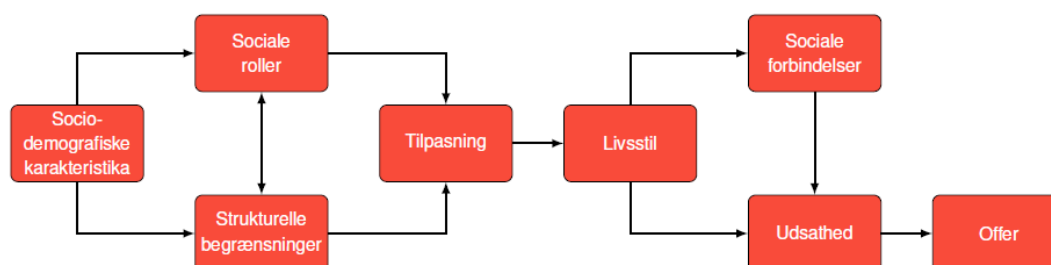 Sociale
roller
Socio-
demografiske
karakteristika
Strukturelle
begrænsninger
Tilpasning
Livsstil
Sociale
forbindelser
Udsathed
Offer